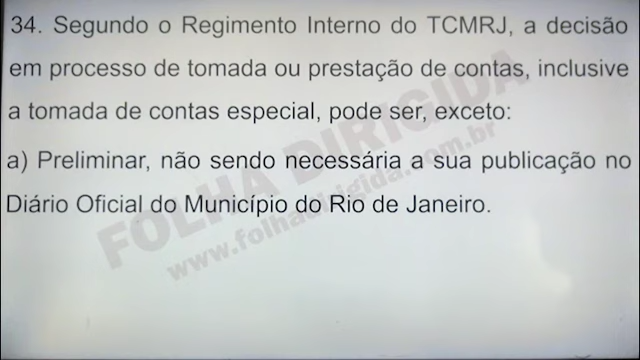 34. Segundo o Regimento Interno do TCMRJ, a decisão
em processo de tomada ou prestação de contas, inclusive
a tomada de contas especial, pode ser, exceto:
a) Preliminar, não sendo necessária a sua publicação no
Diário Oficial do Município do Rio de Janeiro.
FOLHA DIRIGIDA
www.folhadirigida.com.br